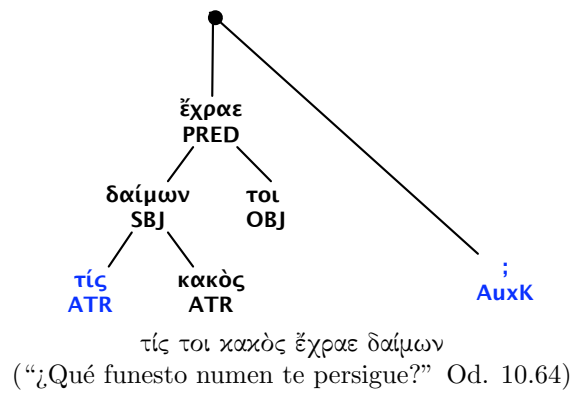 ἔχραε
PRED
δαίμων τοι
SBJ OBJ
τίς κακὸς ;
ATR ATR AuxK
τίς τοι κακὸς ἔχραε δαίμων
(“¿Qué funesto numen te persigue?” Od. 10.64)